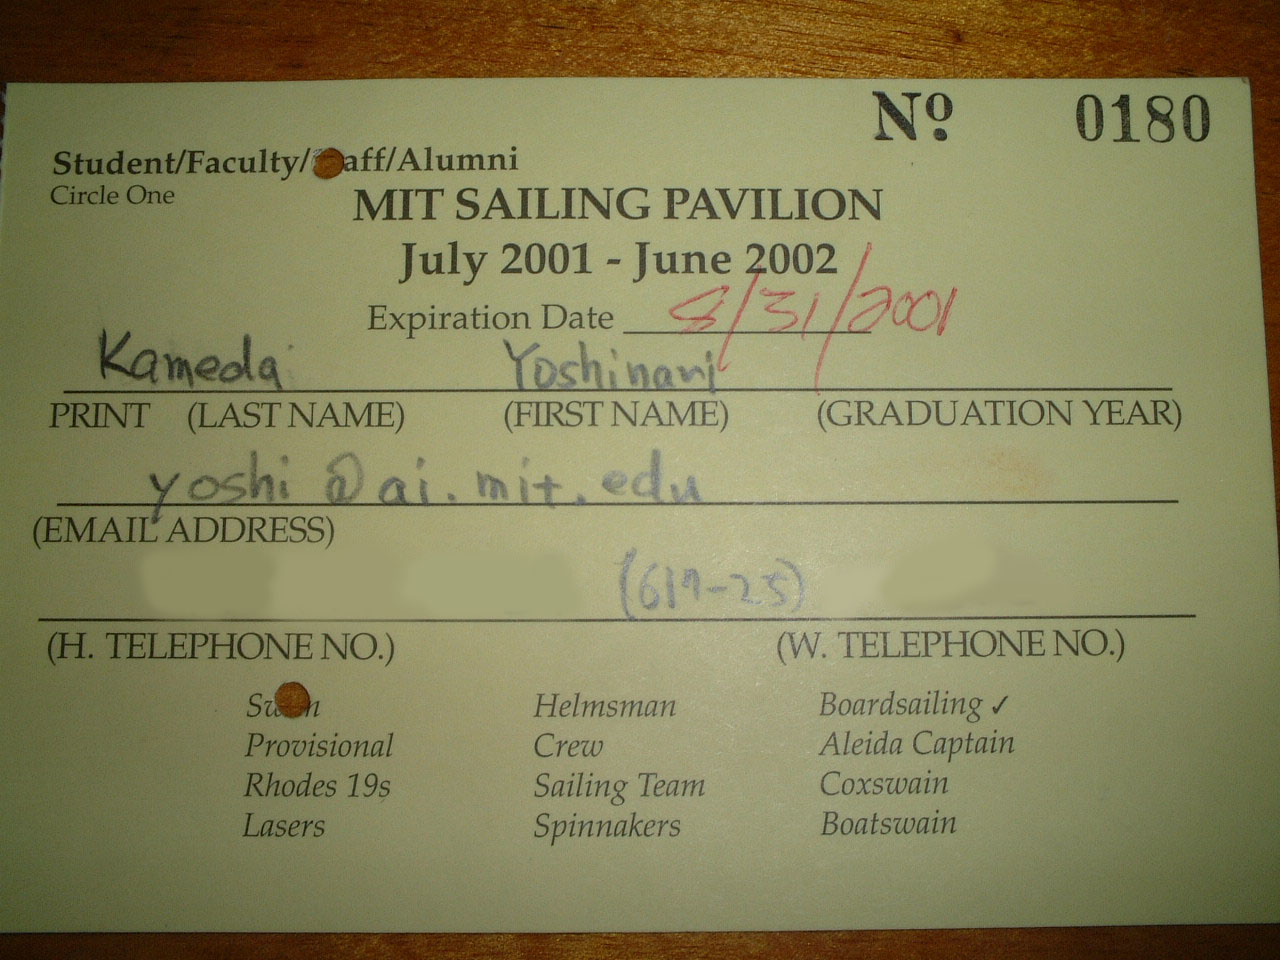 Nº 0180
Student/Faculty/ aff/Alumni
Circle One
MIT SAILING PAVILION
July 2001 - June 2002
Expiration Date 8/31/2001
Kameda Yoshinari
PRINT (LAST NAME) (FIRST NAME) (GRADUATION YEAR)
yoshi@ai.mit.edu
(EMAIL ADDRESS)
(617-25)
(H. TELEPHONE NO.) (W. TELEPHONE NO.)
Helmsman Boardsailing ✓
Provisional Crew Aleida Captain
Rhodes 19s Sailing Team Coxswain
Lasers Spinnakers Boatswain